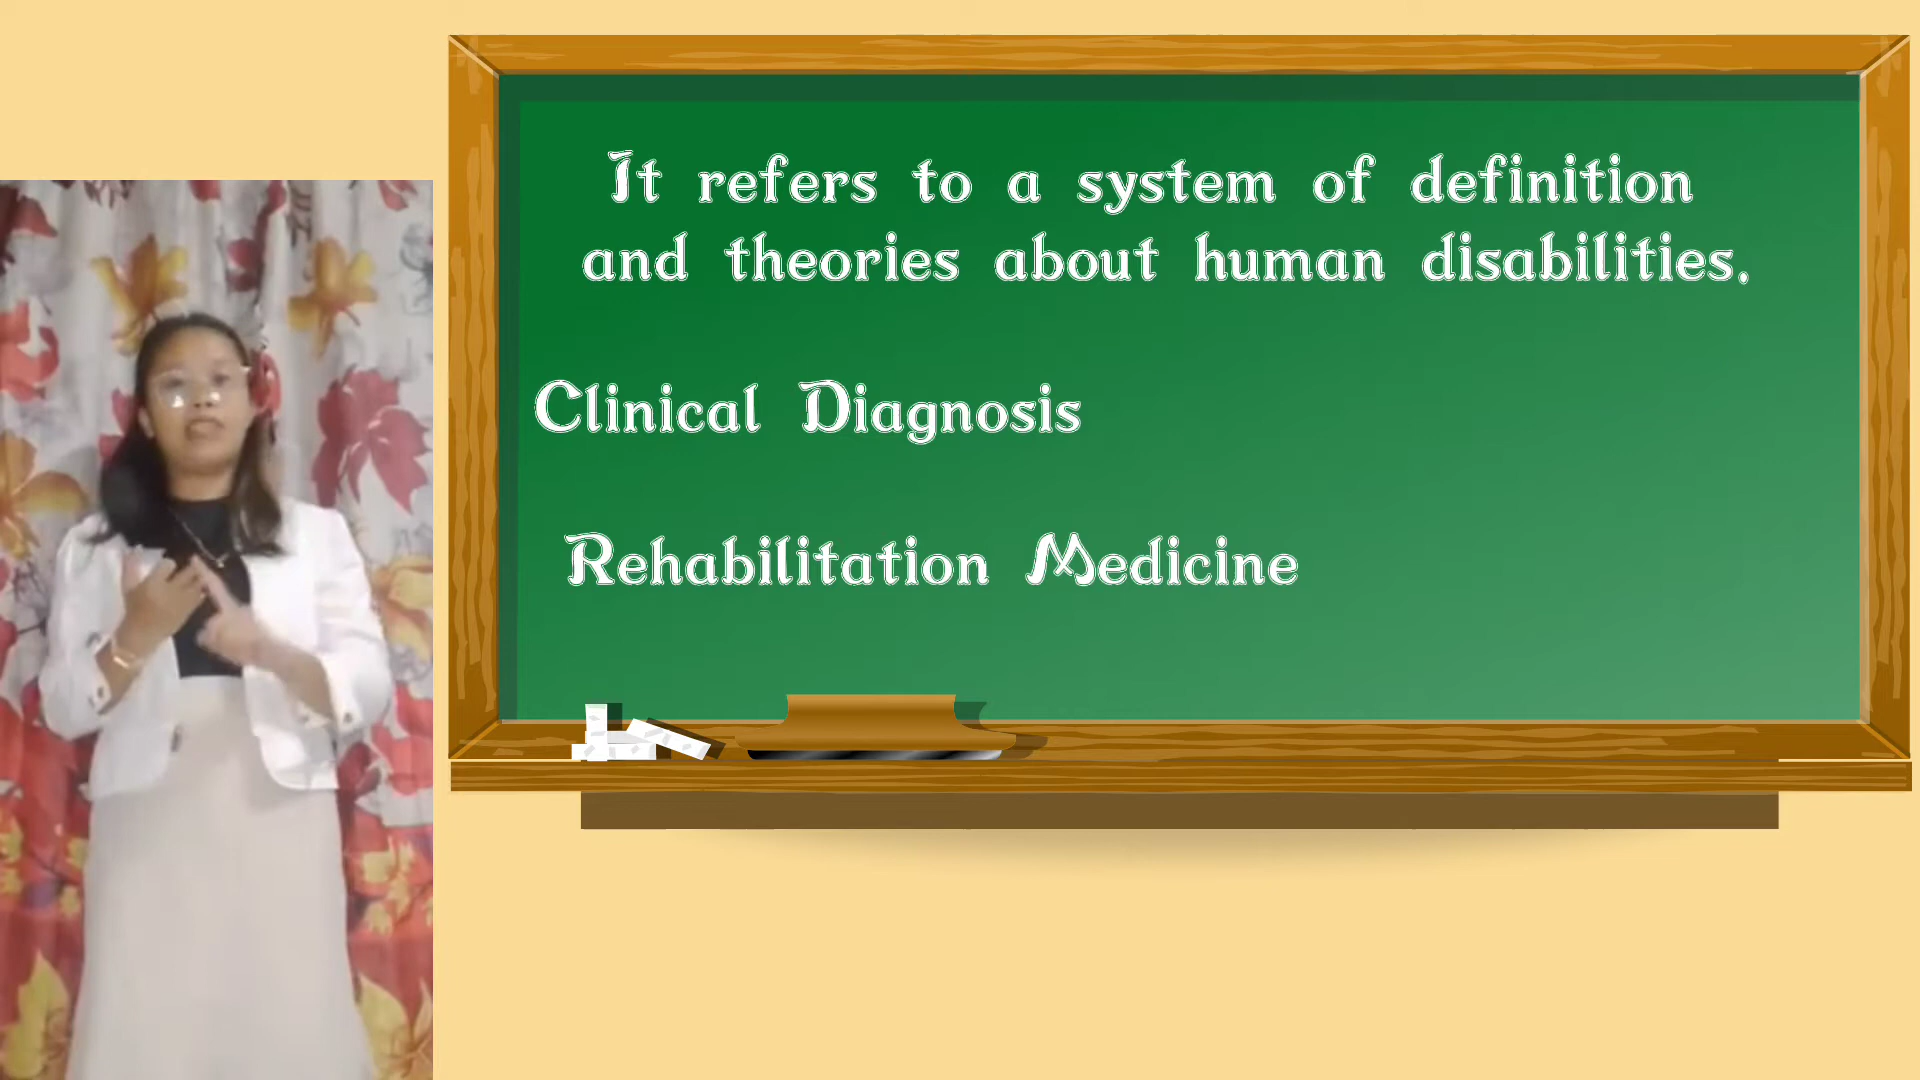 It refers to a system of definition
and theories about human disabilities.
Clinical Diagnosis
Rehabilitation Medicine